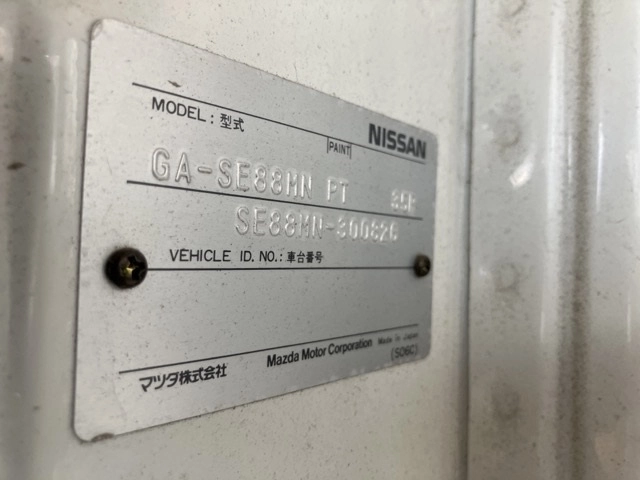 MODEL : 型式
NISSAN
PAINT
GA-SE88MN PT
SE88MN-300826
VEHICLE ID. NO. : 車台番号
マツダ株式会社 Mazda Motor Corporation Made in Japan
(S06C)